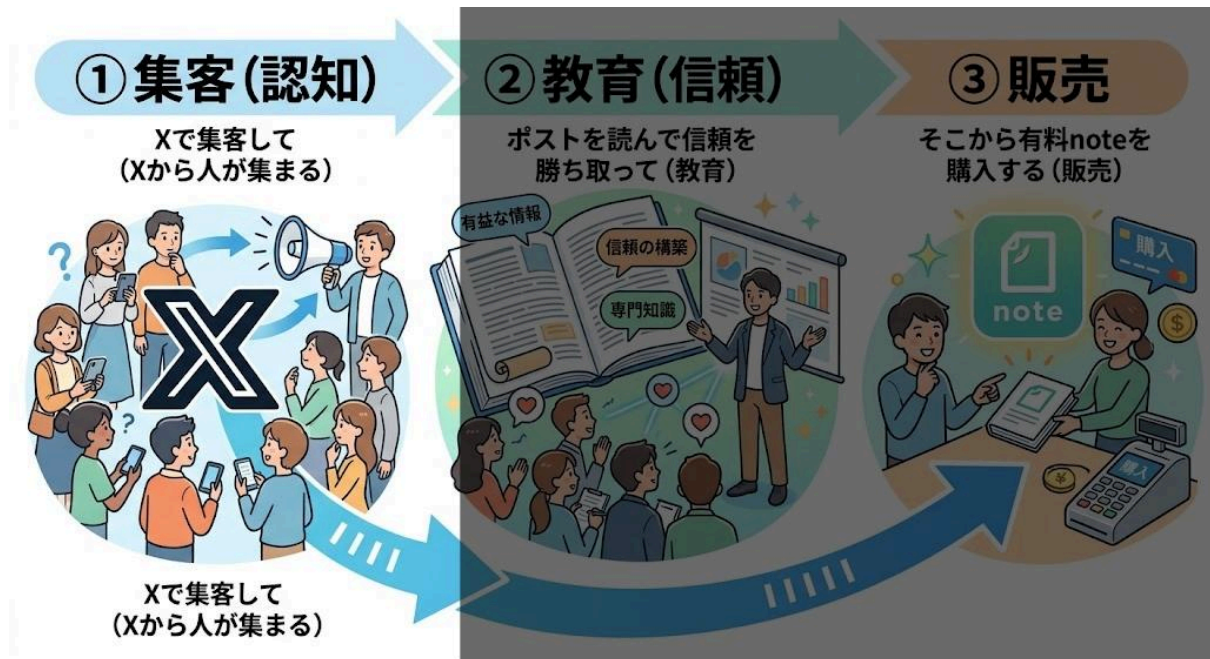 ①集客(認知)
Xで集客して
(Xから人が集まる)
?
X
?
Xで集客して
(Xから人が集まる)
②教育(信頼)
ポストを読んで信頼を
勝ち取って(教育)
有益な情報
信頼の構築
専門知識
③販売
そこから有料noteを
購入する(販売)
note
購入
$
¥
購入